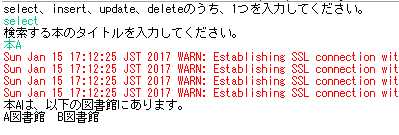 select、insert、update、deleteのうち、1つを入力してください。
select
検索する本のタイトルを入力してください。
本A
Sun Jan 15 17:12:25 JST 2017 WARN: Establishing SSL connection wit
Sun Jan 15 17:12:25 JST 2017 WARN: Establishing SSL connection wit
Sun Jan 15 17:12:25 JST 2017 WARN: Establishing SSL connection wit
Sun Jan 15 17:12:25 JST 2017 WARN: Establishing SSL connection wit
本Aは、以下の図書館にあります。
A図書館　B図書館